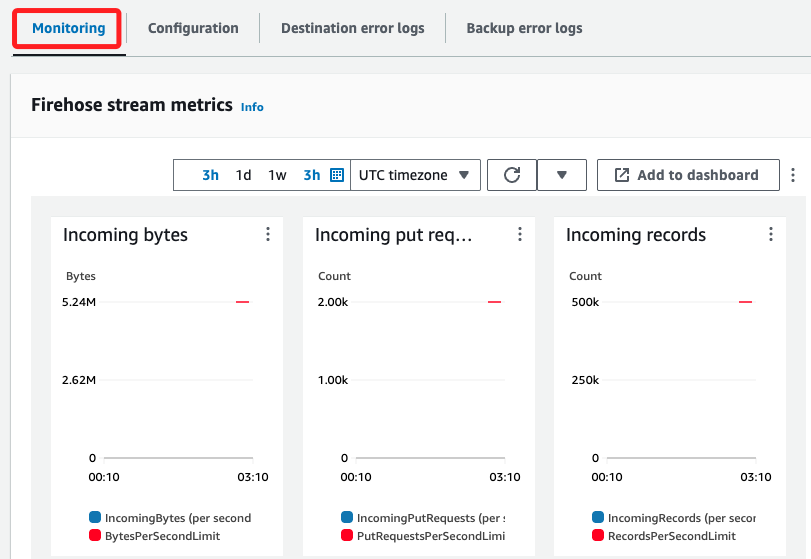 Monitoring Configuration Destination error logs Backup error logs
Firehose stream metrics Info
3h 1d 1w 3h UTC timezone Add to dashboard
Incoming bytes Incoming put req... Incoming records
Bytes Count Count
5.24M 2.00k 500k
2.62M 1.00k 250k
0 0 0
00:10 03:10 00:10 03:10 00:10 03:10
IncomingBytes (per second IncomingPutRequests (per s IncomingRecords (per secon
BytesPerSecondLimit PutRequestsPerSecondLimi RecordsPerSecondLimit